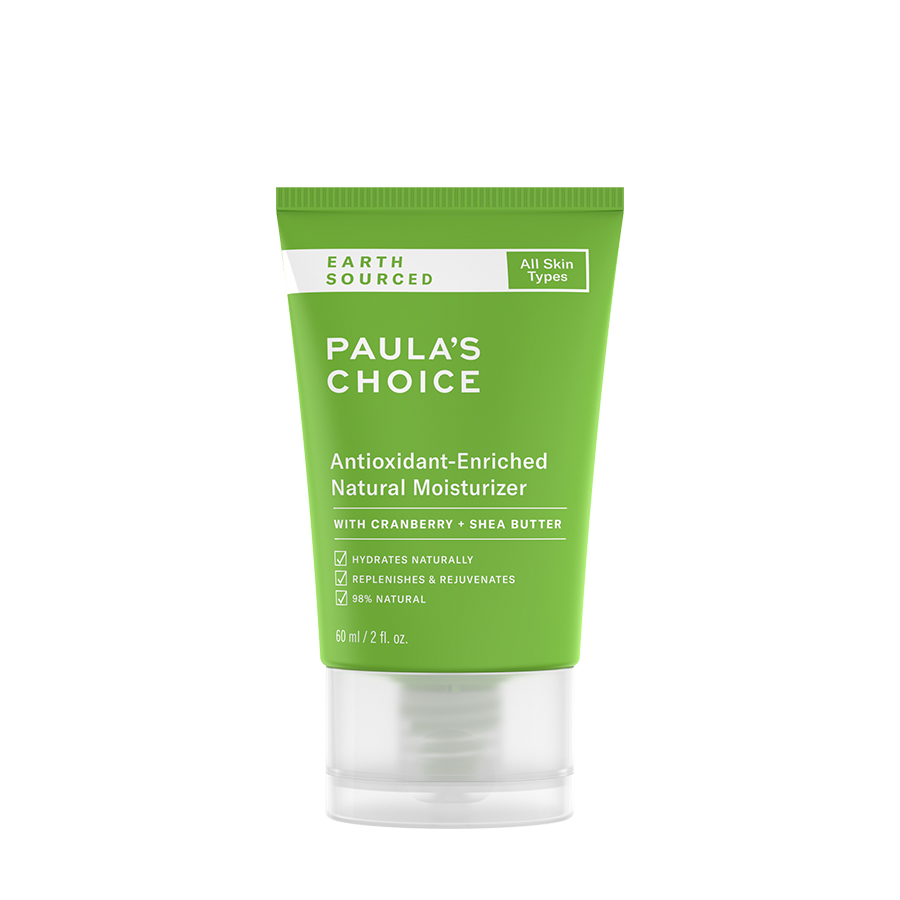 EARTH
SOURCED
All Skin
Types
PAULA'S
CHOICE
Antioxidant-Enriched
Natural Moisturizer
WITH CRANBERRY + SHEA BUTTER
HYDRATES NATURALLY
REPLENISHES & REJUVENATES
98% NATURAL
60 ml / 2 fl. oz.